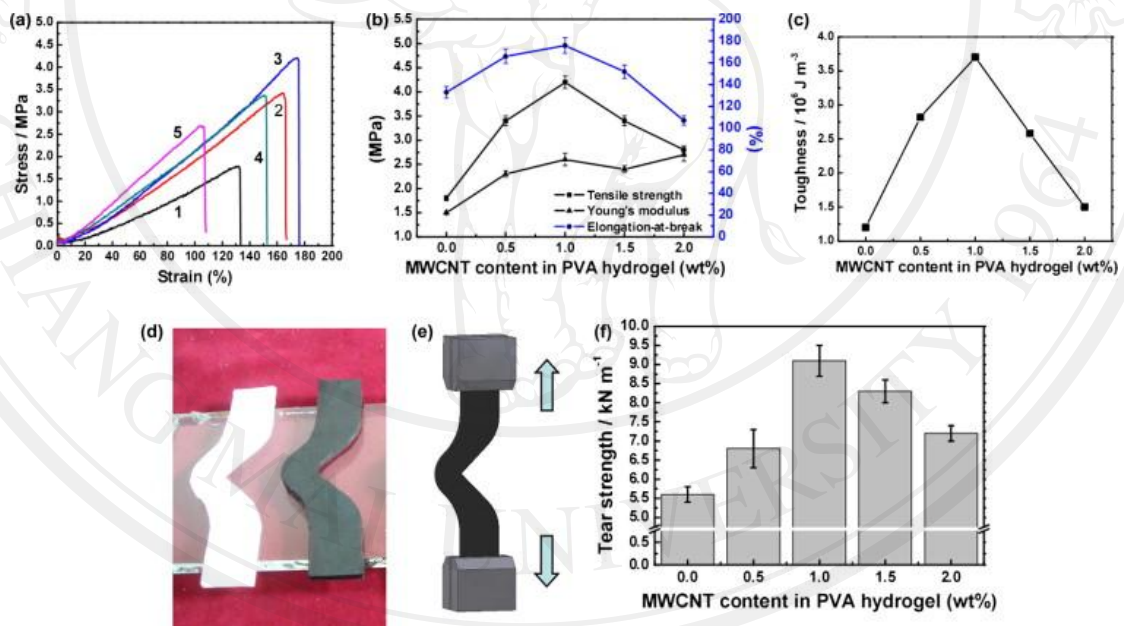 (a)
Stress / MPa
5.0
4.5
4.0
3.5
3.0
2.5
2.0
1.5
1.0
0.5
0.0
1
2
3
4
5
0 20 40 60 80 100 120 140 160 180 200
Strain (%)
(b)
(MPa)
5.5
5.0
4.5
4.0
3.5
3.0
2.5
2.0
1.5
1.0
Tensile strength
Young's modulus
Elongation-at-break
200
180
160
140
120
100
80
60
40
20
0
(%)
0.0 0.5 1.0 1.5 2.0
MWCNT content in PVA hydrogel (wt%)
(c)
Toughness / 10⁶ J m⁻³
4.0
3.5
3.0
2.5
2.0
1.5
1.0
0.0 0.5 1.0 1.5 2.0
MWCNT content in PVA hydrogel (wt%)
(d)
(e)
(f)
Tear strength / kN m⁻¹
10.0
9.5
9.0
8.5
8.0
7.5
7.0
6.5
6.0
5.5
0.5
0.0
0.0 0.5 1.0 1.5 2.0
MWCNT content in PVA hydrogel (wt%)
UNIVERSITY 1964